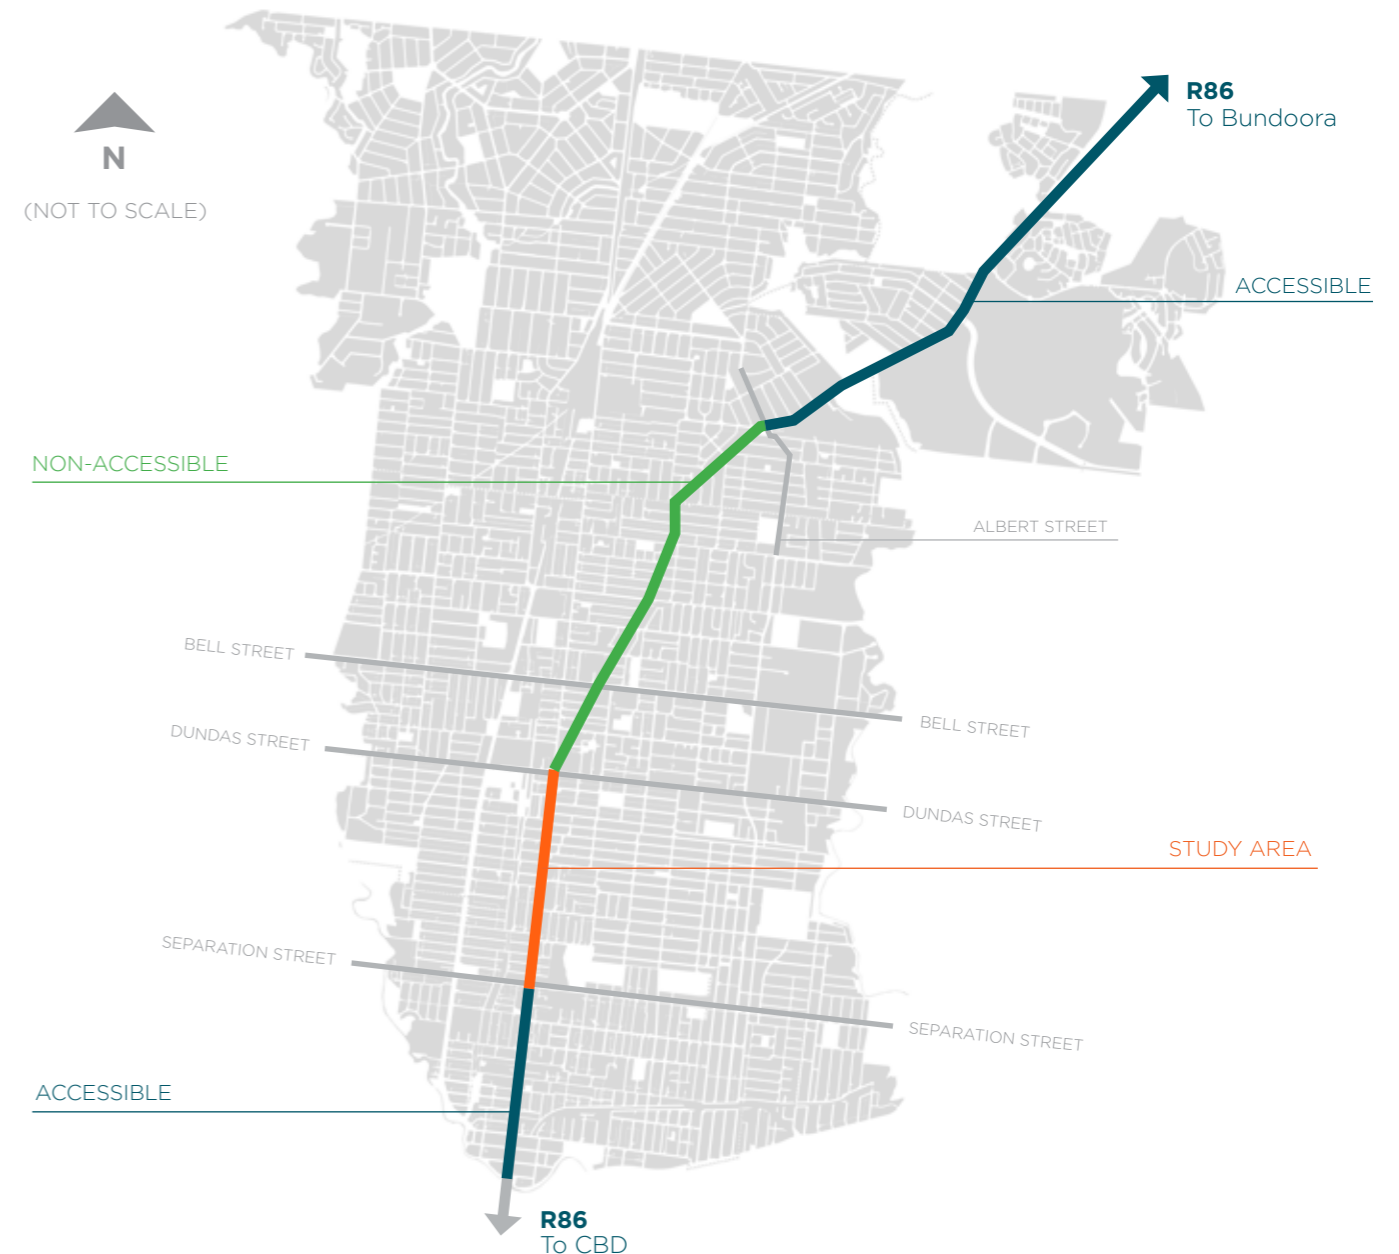 R86
To Bundoora
N
(NOT TO SCALE)
ACCESSIBLE
NON-ACCESSIBLE
ALBERT STREET
BELL STREET
BELL STREET
DUNDAS STREET
DUNDAS STREET
STUDY AREA
SEPARATION STREET
SEPARATION STREET
ACCESSIBLE
R86
To CBD